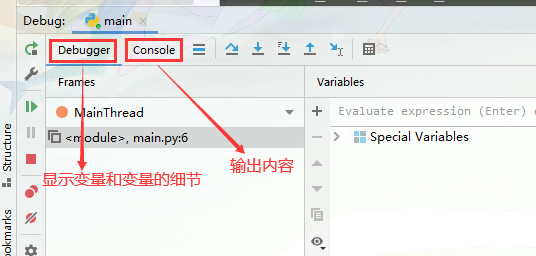 Debug: main
Debugger Console
Frames Variables
MainThread
Evaluate expression (Enter)
<module>, main.py:6
Special Variables
显示变量和变量的细节
输出内容
Structure
ookmarks